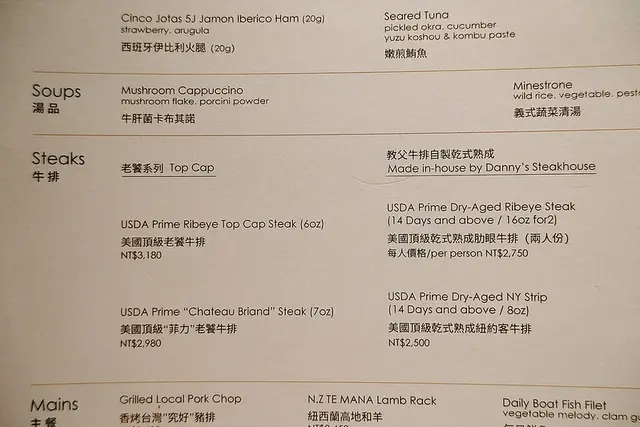 Cinco Jotas 5J Jamon Iberico Ham (20g)
strawberry, arugula
西班牙伊比利火腿 (20g)
Seared Tuna
pickled okra, cucumber
yuzu koshou & kombu paste
嫩煎鮪魚
Soups
湯品
Mushroom Cappuccino
mushroom flake, porcini powder
牛肝菌卡布其諾
Minestrone
wild rice, vegetable, pest
義式蔬菜清湯
Steaks
牛排
老饕系列 Top Cap
教父牛排自製乾式熟成
Made in-house by Danny's Steakhouse
USDA Prime Ribeye Top Cap Steak (6oz)
美國頂級老饕牛排
NT$3,180
USDA Prime Dry-Aged Ribeye Steak
(14 Days and above / 16oz for2)
美國頂級乾式熟成肋眼牛排 (兩人份)
每人價格/per person NT$2,750
USDA Prime "Chateau Briand" Steak (7oz)
美國頂級"菲力"老饕牛排
NT$2,980
USDA Prime Dry-Aged NY Strip
(14 Days and above / 8oz)
美國頂級乾式熟成紐約客牛排
NT$2,500
Mains
主餐
Grilled Local Pork Chop
香烤台灣"究好"豬排
N.Z TE MANA Lamb Rack
紐西蘭高地和羊
Daily Boat Fish Filet
vegetable melody, clam gu